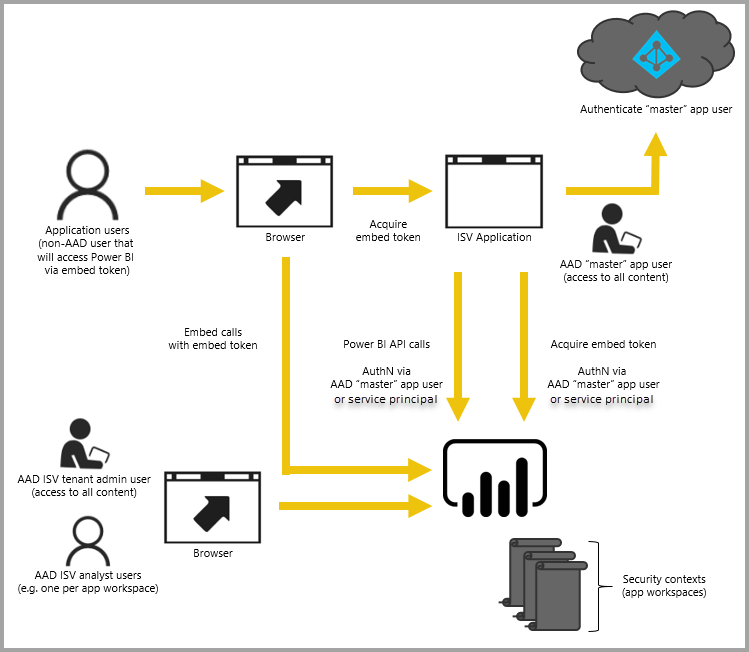 Authenticate “master” app user
Application users
(non-AAD user that
will access Power BI
via embed token)
Browser
Acquire
embed token
ISV Application
AAD “master” app user
(access to all content)
Embed calls
with embed token
Power BI API calls
AuthN via
AAD “master” app user
or service principal
Acquire embed token
AuthN via
AAD “master” app user
or service principal
AAD ISV tenant admin user
(access to all content)
Browser
AAD ISV analyst users
(e.g. one per app workspace)
Security contexts
(app workspaces)